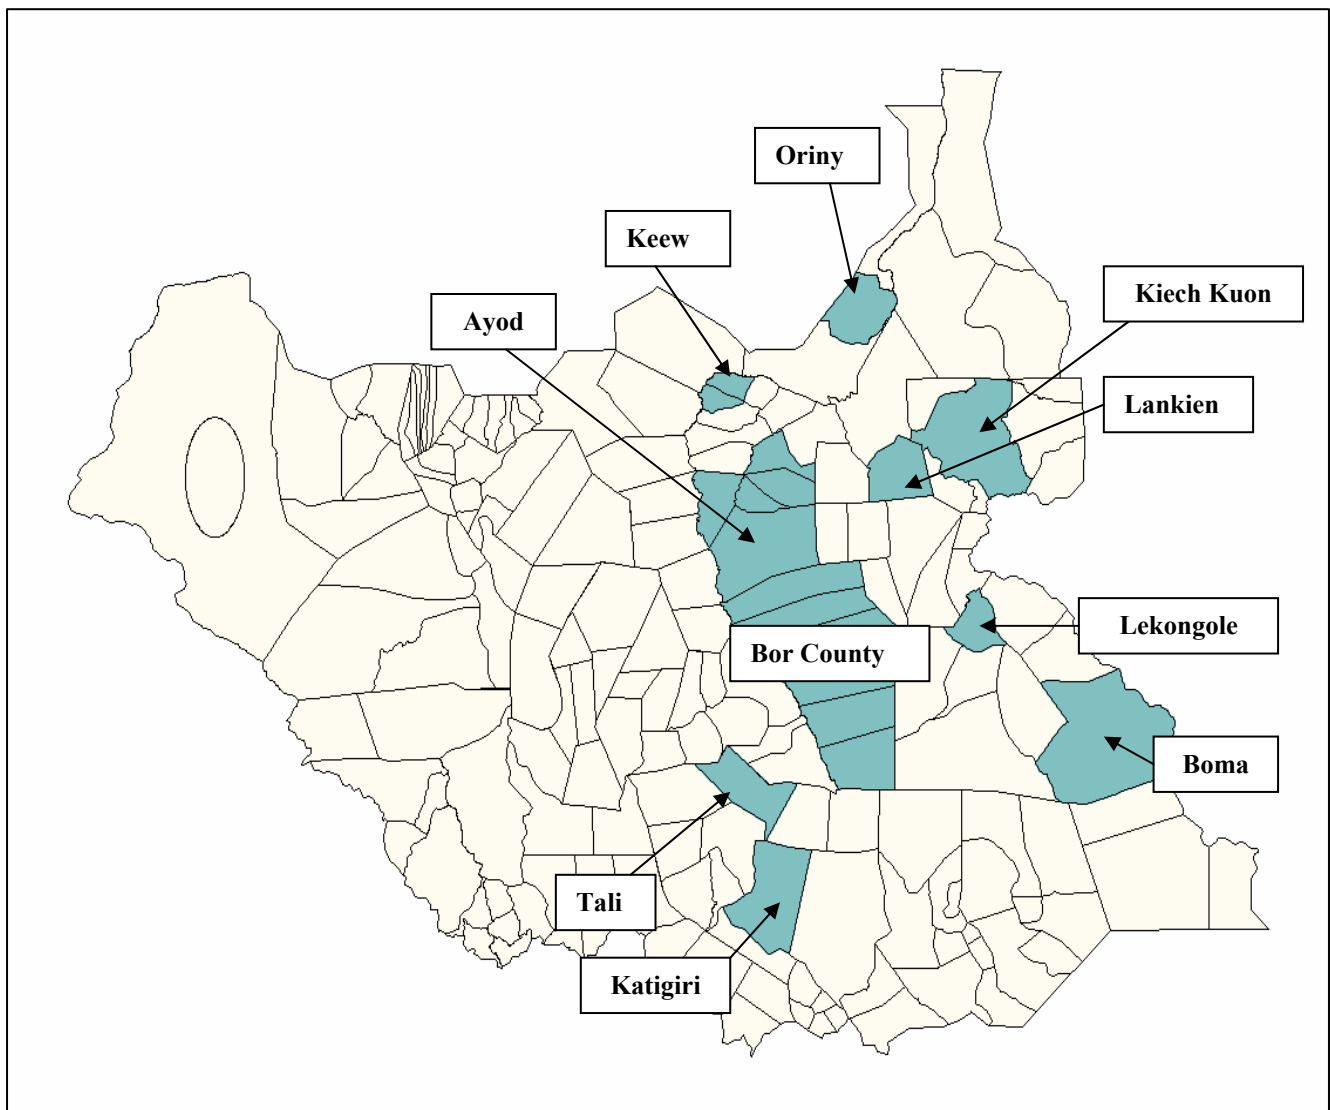 Oriny
Keew
Kiech Kuon
Ayod
Lankien
Lekongole
Bor County
Boma
Tali
Katigiri